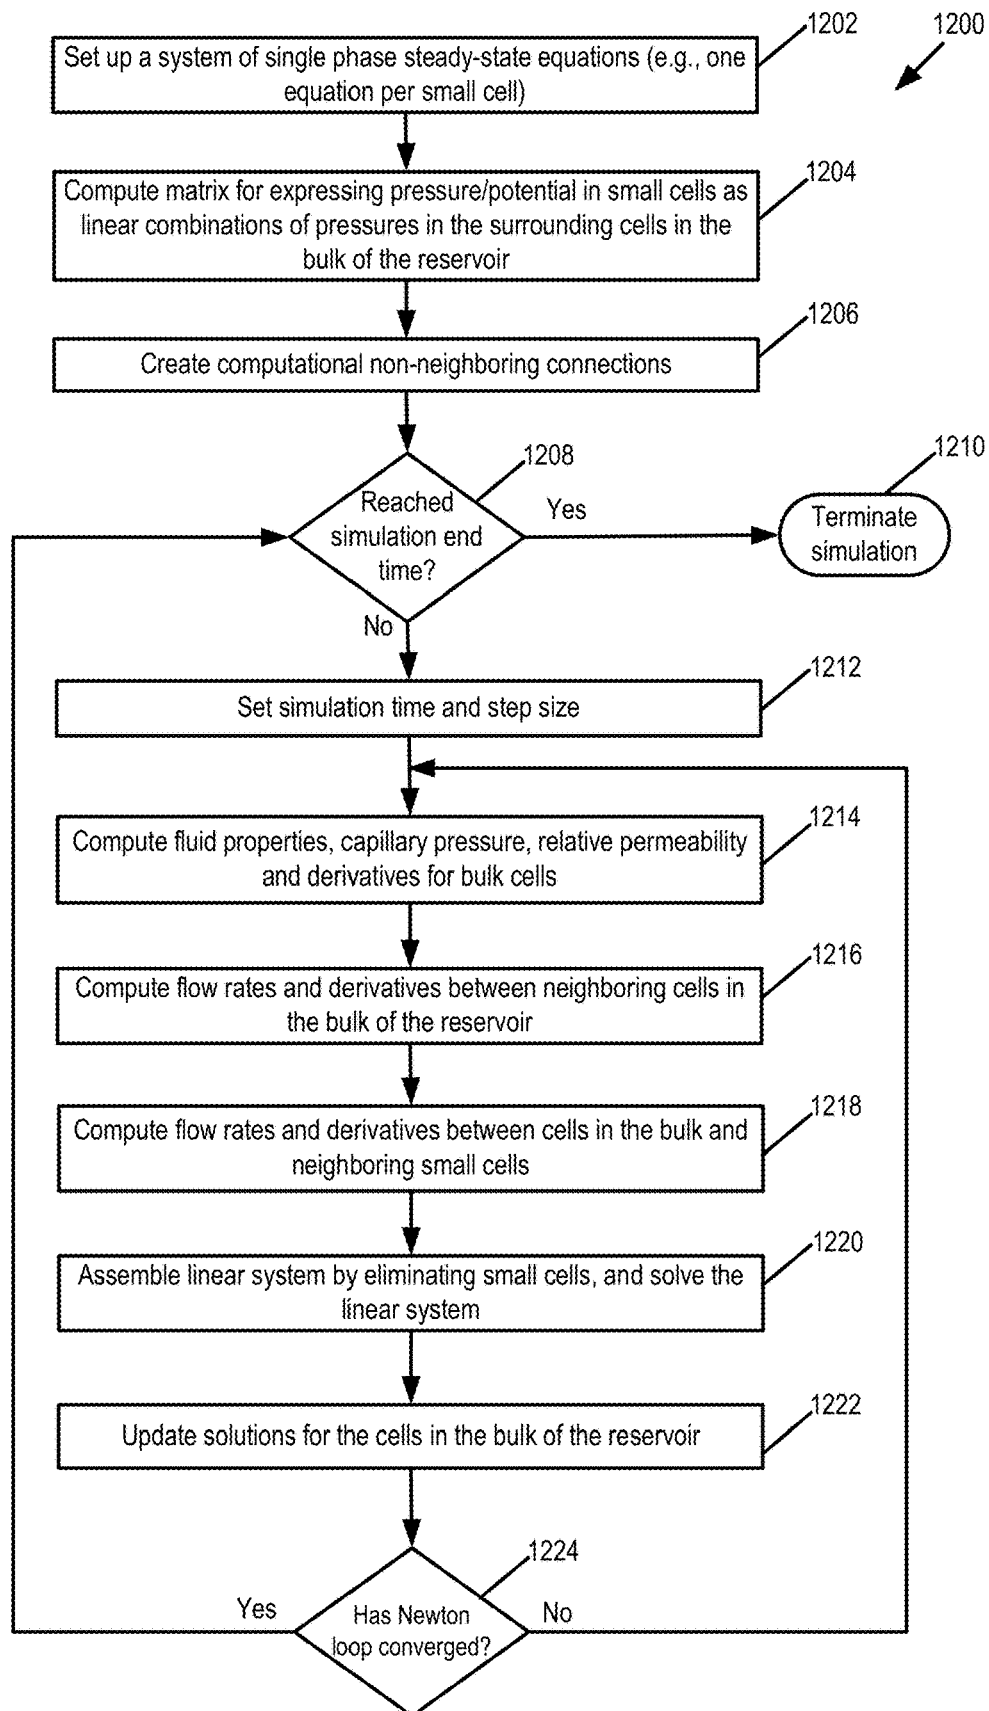 1202
1200
Set up a system of single phase steady-state equations (e.g., one
equation per small cell)
1204
Compute matrix for expressing pressure/potential in small cells as
linear combinations of pressures in the surrounding cells in the
bulk of the reservoir
1206
Create computational non-neighboring connections
1208
Reached
simulation end
time?
Yes
1210
Terminate
simulation
No
1212
Set simulation time and step size
1214
Compute fluid properties, capillary pressure, relative permeability
and derivatives for bulk cells
1216
Compute flow rates and derivatives between neighboring cells in
the bulk of the reservoir
1218
Compute flow rates and derivatives between cells in the bulk and
neighboring small cells
1220
Assemble linear system by eliminating small cells, and solve the
linear system
1222
Update solutions for the cells in the bulk of the reservoir
1224
Yes
Has Newton
loop converged?
No